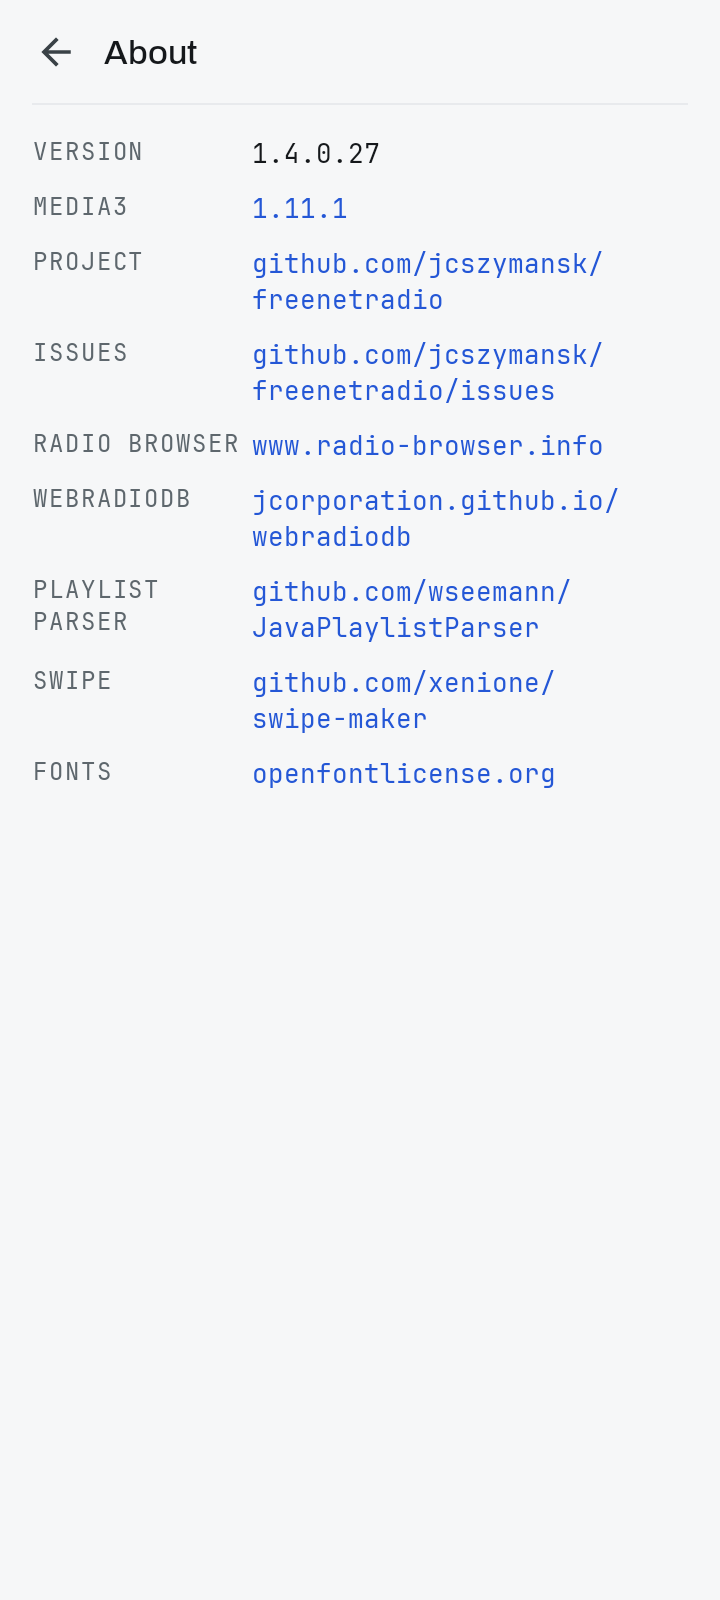 About
VERSION 1.4.0.27
MEDIA3 1.11.1
PROJECT github.com/jcszymansk/
freenetradio
ISSUES github.com/jcszymansk/
freenetradio/issues
RADIO BROWSER www.radio-browser.info
WEBRADIODB jcorporation.github.io/
webradiodb
PLAYLIST github.com/wseemann/
PARSER JavaPlaylistParser
SWIPE github.com/xenione/
swipe-maker
FONTS openfontlicense.org